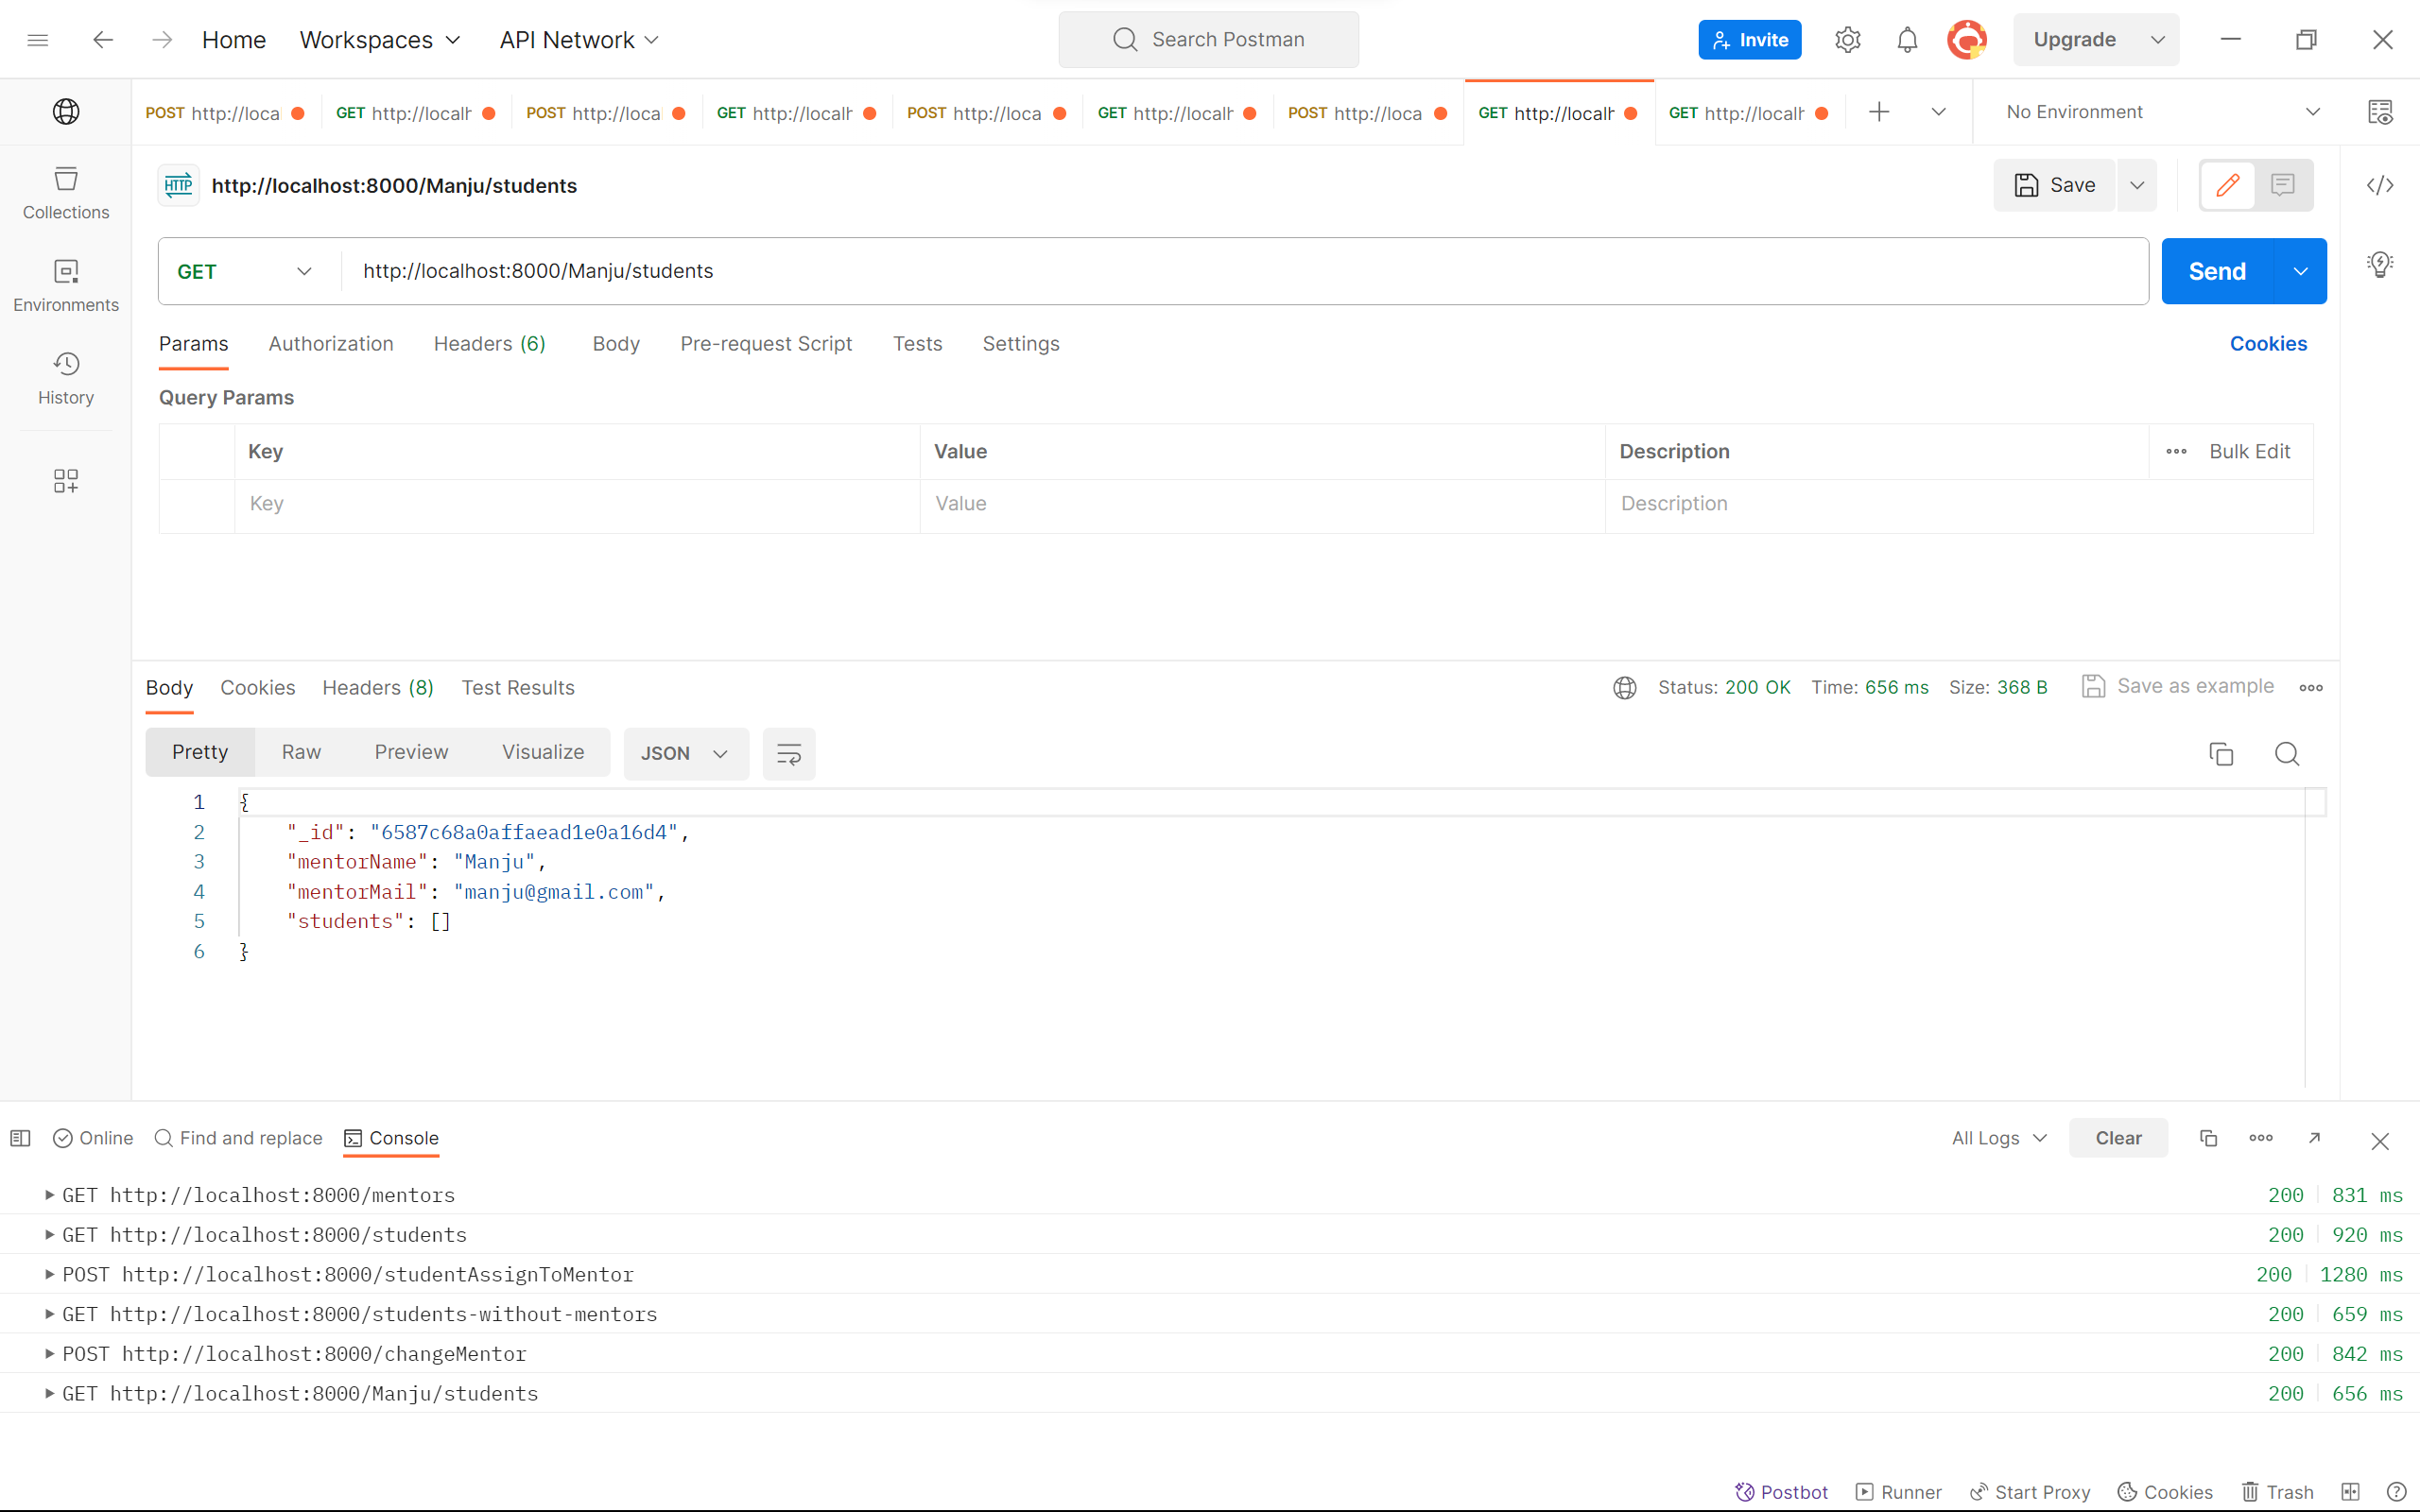 Home Workspaces API Network Search Postman Invite Upgrade
POST http://loca GET http://localh POST http://loca GET http://localh POST http://loca GET http://localh POST http://loca GET http://localh GET http://localh No Environment
HTTP http://localhost:8000/Manju/students Save
Collections
GET http://localhost:8000/Manju/students Send
Environments
Params Authorization Headers (6) Body Pre-request Script Tests Settings Cookies
History
Query Params
Key Value Description Bulk Edit
Key Value Description
Body Cookies Headers (8) Test Results Status: 200 OK Time: 656 ms Size: 368 B Save as example
Pretty Raw Preview Visualize JSON
1 {
2 "_id": "6587c68a0affaead1e0a16d4",
3 "mentorName": "Manju",
4 "mentorMail": "manju@gmail.com",
5 "students": []
6 }
Online Find and replace Console All Logs Clear
GET http://localhost:8000/mentors 200 831 ms
GET http://localhost:8000/students 200 920 ms
POST http://localhost:8000/studentAssignToMentor 200 1280 ms
GET http://localhost:8000/students-without-mentors 200 659 ms
POST http://localhost:8000/changeMentor 200 842 ms
GET http://localhost:8000/Manju/students 200 656 ms
Postbot Runner Start Proxy Cookies Trash